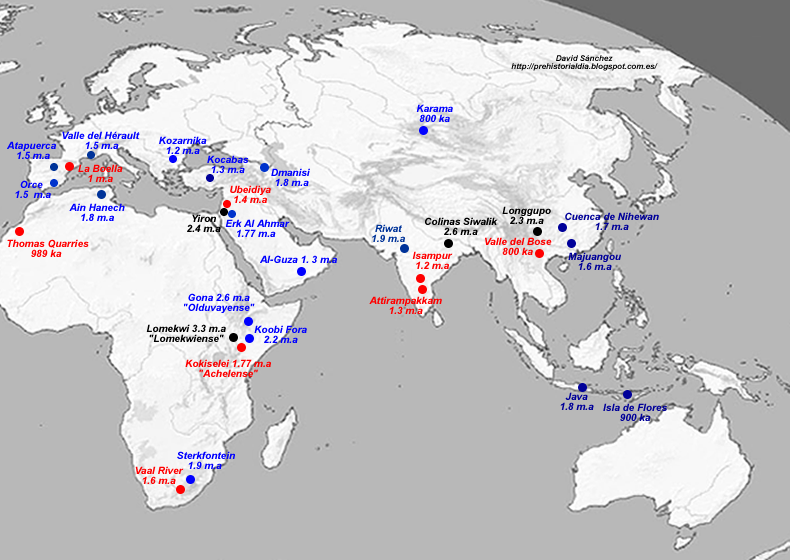 David Sánchez
http://prehistorialdia.blogspot.com.es/
Karama
800 ka
Valle del Hérault
1.5 m.a
Kozarnika
1.2 m.a
Atapuerca
1.5 m.a
Kocabas
1.3 m.a
La Boella
1 m.a
Dmanisi
1.8 m.a
Orce
1.5 m.a
Ubeidiya
1.4 m.a
Ain Hanech
1.8 m.a
Yiron
2.4 m.a
Erk Al Ahmar
1.77 m.a
Colinas Siwalik
2.6 m.a
Longgupo
2.3 m.a
Cuenca de Nihewan
1.7 m.a
Riwat
1.9 m.a
Thomas Quarries
989 ka
Valle del Bose
800 ka
Isampur
1.2 m.a
Majuangou
1.6 m.a
Al-Guza 1. 3 m.a
Gona 2.6 m.a
"Olduvayense"
Attirampakkam
1.3 m.a
Lomekwi 3.3 m.a
"Lomekwiense"
Koobi Fora
2.2 m.a
Kokiselei 1.77 m.a
"Achelense"
Java
1.8 m.a
Isla de Flores
900 ka
Sterkfontein
1.9 m.a
Vaal River
1.6 m.a